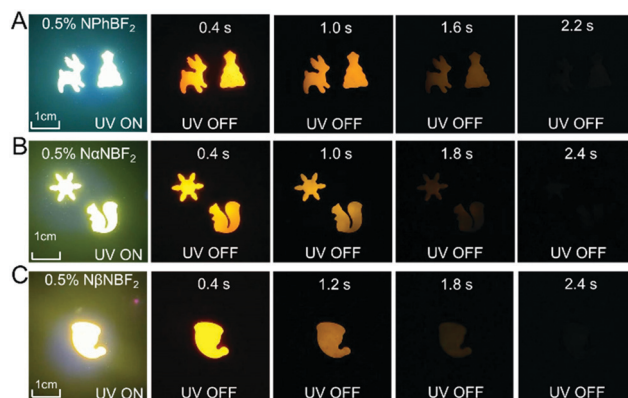 A
0.5% NPhBF₂
0.4 s
1.0 s
1.6 s
2.2 s
1cm
UV ON
UV OFF
UV OFF
UV OFF
UV OFF
B
0.5% NαNBF₂
0.4 s
1.0 s
1.8 s
2.4 s
1cm
UV ON
UV OFF
UV OFF
UV OFF
UV OFF
C
0.5% NβNBF₂
0.4 s
1.2 s
1.8 s
2.4 s
1cm
UV ON
UV OFF
UV OFF
UV OFF
UV OFF